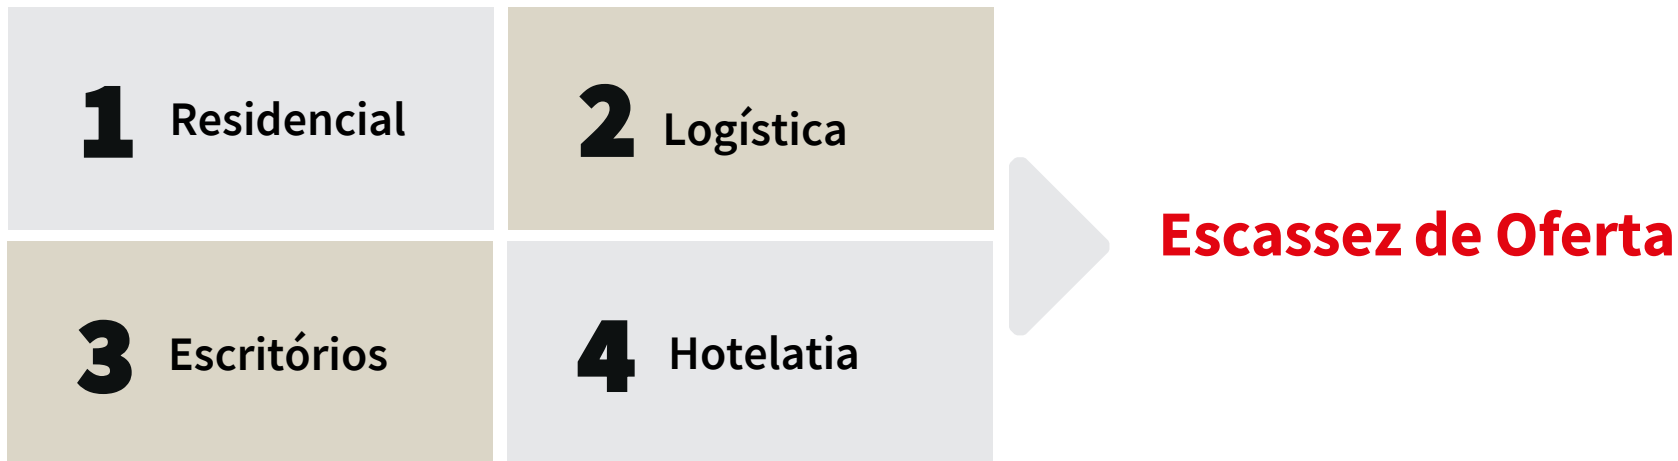 1 Residencial
2 Logística
3 Escritórios
4 Hotelatia
Escassez de Oferta